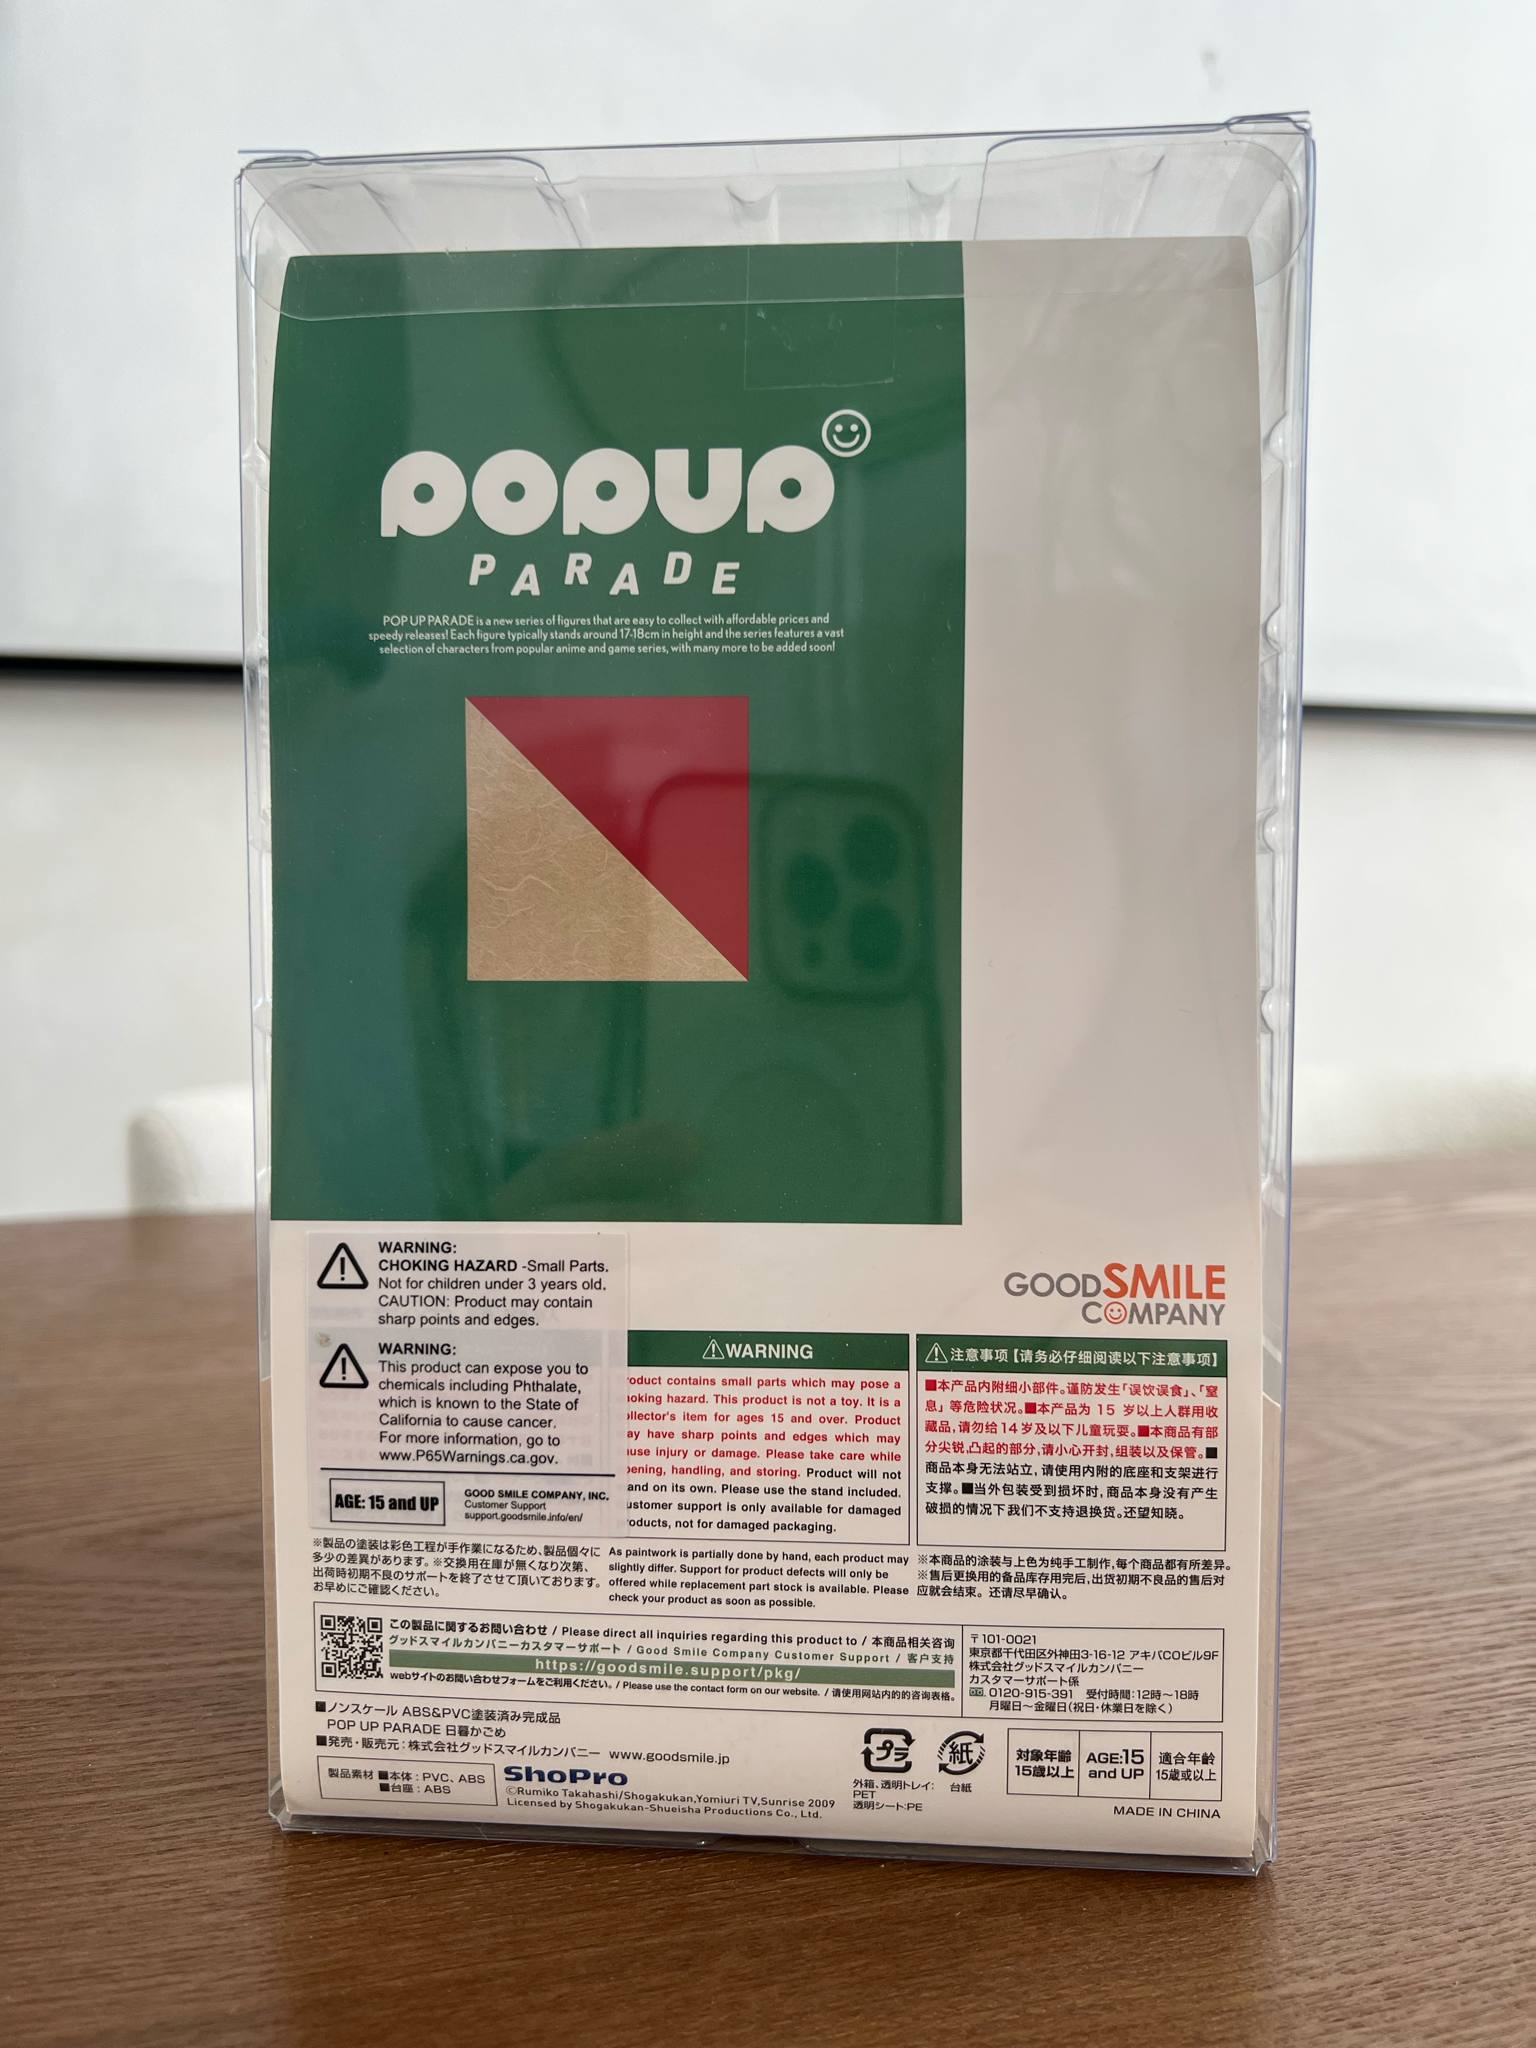 POPUP
PARADE
POP UP PARADE is a new series of figures that are easy to collect with affordable prices and
speedy releases! Each figure typically stands around 17-18cm in height and the series features a vast
selection of characters from popular anime and game series, with many more to be added soon!
WARNING:
CHOKING HAZARD -Small Parts.
Not for children under 3 years old.
CAUTION: Product may contain
sharp points and edges.
WARNING:
This product can expose you to
chemicals including Phthalate,
which is known to the State of
California to cause cancer.
For more information, go to
www.P65Warnings.ca.gov.
AGE: 15 and UP
GOOD SMILE COMPANY, INC.
Customer Support
support.goodsmile.info/en/
GOODSMILE
COMPANY
WARNING
contains small parts which may pose a
hazard. This product is not a toy. It is a
item for ages 15 and over. Product
have sharp points and edges which may
injury or damage. Please take care while
handling, and storing. Product will not
on its own. Please use the stand included.
support is only available for damaged
not for damaged packaging.
注意事项【请务必仔细阅读以下注意事项】
■本产品内附细小部件。谨防发生「误饮误食」、「窒
息」等危险状况。■本产品为 15 岁以上人群用收
藏品,请勿给14岁及以下儿童玩耍。■本商品有部
分尖锐,凸起的部分,请小心开封,组装以及保管。■
商品本身无法站立,请使用内附的底座和支架进行
支撑。■当外包装受到损坏时,商品本身没有产生
破损的情况下我们不支持退换货。还望知晓。
※製品の塗装は彩色工程が手作業になるため、製品個々に
多少の差異があります。※交換用在庫が無くなり次第、
出荷時初期不良のサポートを終了させて頂いております。
お早めにご確認ください。
As paintwork is partially done by hand, each product may
slightly differ. Support for product defects will only be
offered while replacement part stock is available. Please
check your product as soon as possible.
※本商品的涂装与上色为纯手工制作,每个商品都有所差异。
※售后更换用的备品库存用完后,出货初期不良品的售后对
应就会结束。还请尽早确认。
この製品に関するお問い合わせ / Please direct all inquiries regarding this product to / 本商品相关咨询
グッドスマイルカンパニーカスタマーサポート / Good Smile Company Customer Support / 客户支持
https://goodsmile.support/pkg/
webサイトのお問い合わせフォームをご利用ください。/ Please use the contact form on our website. / 请使用网站内的的咨询表格。
〒101-0021
東京都千代田区外神田3-16-12 アキバCOビル9F
株式会社グッドスマイルカンパニー
カスタマーサポート係
0120-915-391 受付時間:12時～18時
月曜日～金曜日(祝日・休業日を除く)
■ノンスケール ABS&PVC塗装済み完成品
POP UP PARADE 日暮かごめ
■発売・販売元:株式会社グッドスマイルカンパニー www.goodsmile.jp
製品素材 ■本体:PVC、ABS
■台座:ABS
ShoPro
©Rumiko Takahashi/Shogakukan,Yomiuri TV,Sunrise 2009
Licensed by Shogakukan-Shueisha Productions Co., Ltd.
プラ
外箱、透明トレイ:
PET
透明シート:PE
紙
台紙
対象年齢
15歳以上
AGE:15
and UP
適合年齢
15歲或以上
MADE IN CHINA